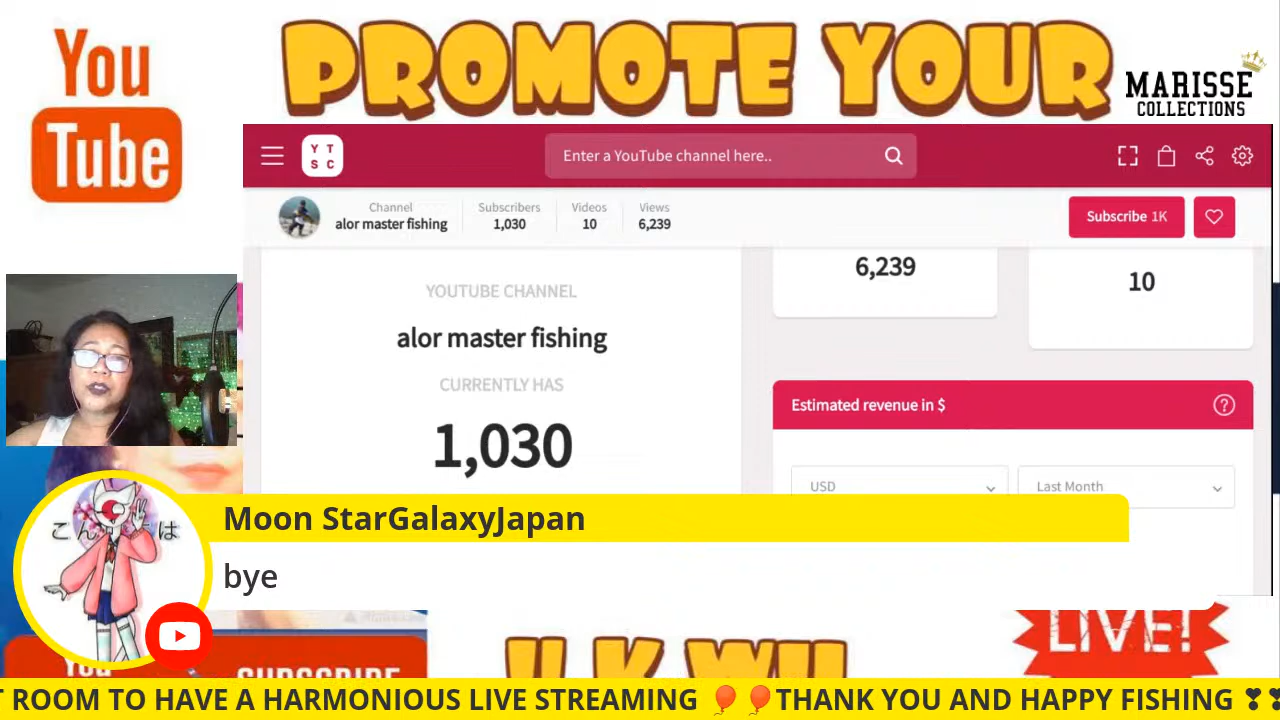 You
Tube
PROMOTE YOUR
MARISSE
COLLECTIONS
Y T
S C
Enter a YouTube channel here..
Channel
alor master fishing
Subscribers
1,030
Videos
10
Views
6,239
Subscribe 1K
YOUTUBE CHANNEL
alor master fishing
CURRENTLY HAS
1,030
6,239
10
Estimated revenue in $
USD
Last Month
Moon StarGalaxyJapan
bye
LIVE!
You
SUBSCRIBE
T ROOM TO HAVE A HARMONIOUS LIVE STREAMING 🎈🎈THANK YOU AND HAPPY FISHING ❣❣